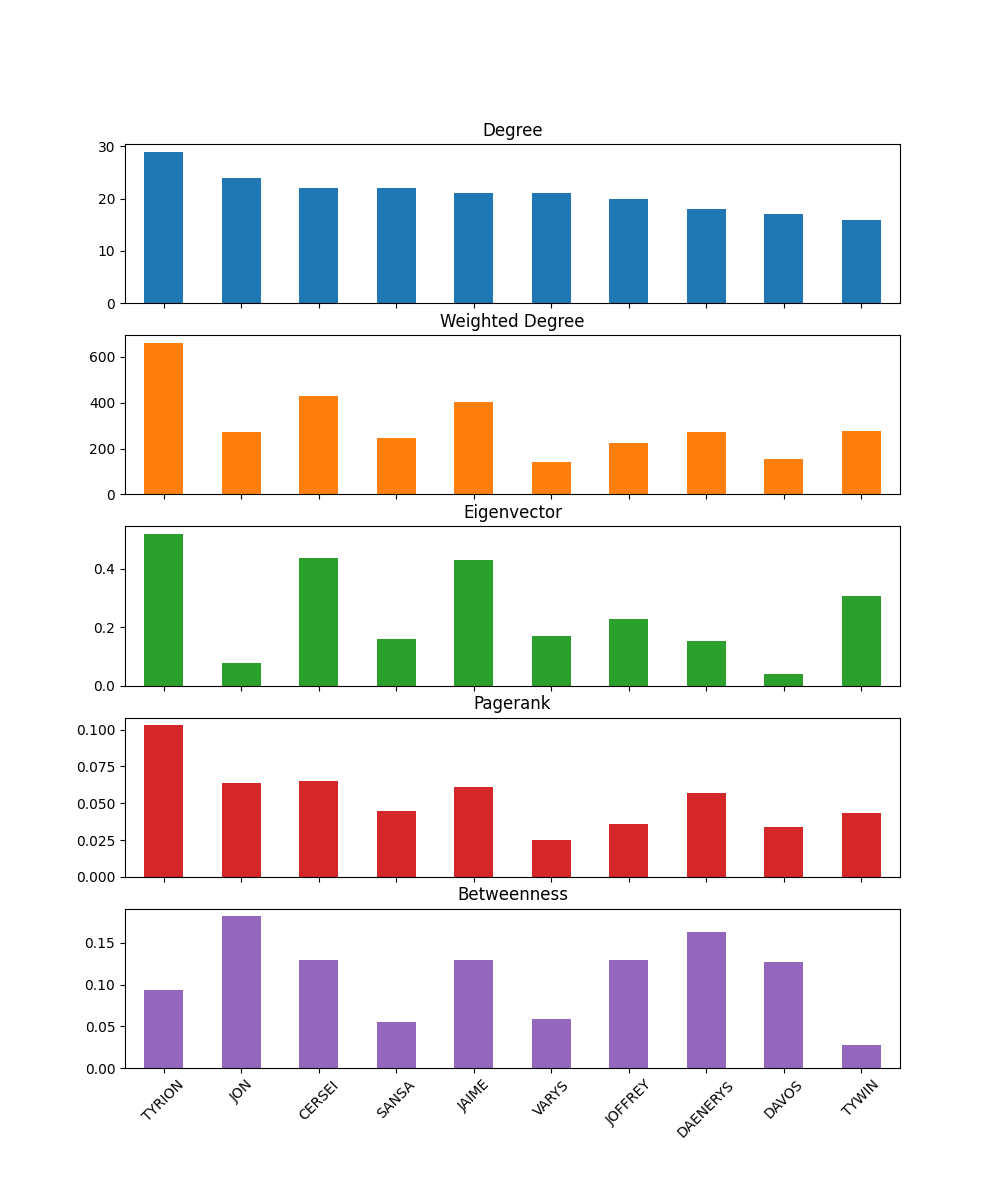 Degree
30
20
10
0
Weighted Degree
600
400
200
0
Eigenvector
0.4
0.2
0.0
Pagerank
0.100
0.075
0.050
0.025
0.000
Betweenness
0.15
0.10
0.05
0.00
TYRION
JON
CERSEI
SANSA
JAIME
VARYS
JOFFREY
DAENERYS
DAVOS
TYWIN